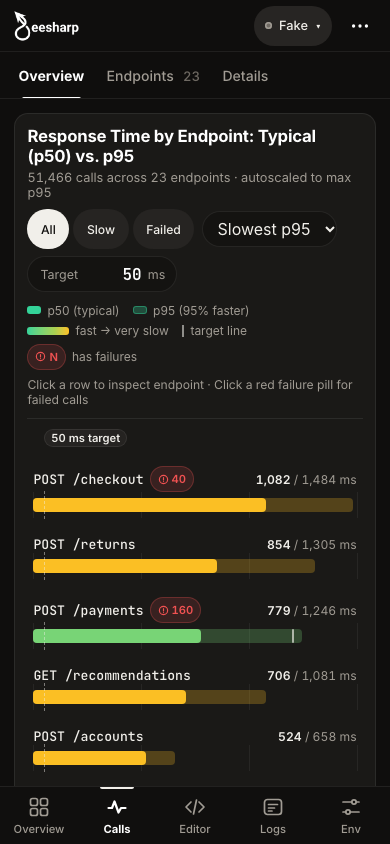 eesharp
Fake
Overview Endpoints 23 Details
Response Time by Endpoint: Typical
(p50) vs. p95
51,466 calls across 23 endpoints · autoscaled to max
p95
All Slow Failed Slowest p95
Target 50 ms
p50 (typical) p95 (95% faster)
fast → very slow target line
N has failures
Click a row to inspect endpoint · Click a red failure pill for
failed calls
50 ms target
POST /checkout 40 1,082 / 1,484 ms
POST /returns 854 / 1,305 ms
POST /payments 160 779 / 1,246 ms
GET /recommendations 706 / 1,081 ms
POST /accounts 524 / 658 ms
Overview Calls Editor Logs Env